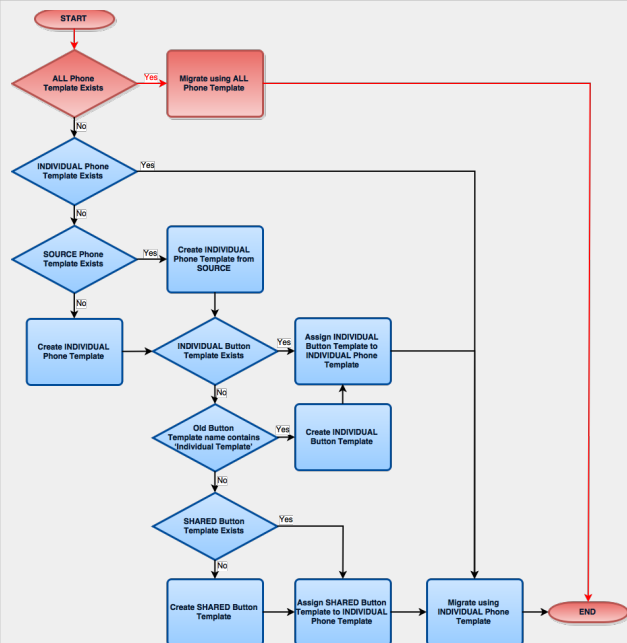 START
ALL Phone
Template Exists
Yes
Migrate using ALL
Phone Template
No
INDIVIDUAL Phone
Template Exists
Yes
No
SOURCE Phone
Template Exists
Yes
Create INDIVIDUAL
Phone Template from
SOURCE
No
Create INDIVIDUAL
Phone Template
INDIVIDUAL Button
Template Exists
Yes
Assign INDIVIDUAL
Button Template to
INDIVIDUAL Phone
Template
No
Old Button
Template name contains
'Individual Template'
Yes
Create INDIVIDUAL
Button Template
No
SHARED Button
Template Exists
Yes
No
Create SHARED Button
Template
Assign SHARED Button
Template to INDIVIDUAL
Phone Template
Migrate using
INDIVIDUAL Phone
Template
END